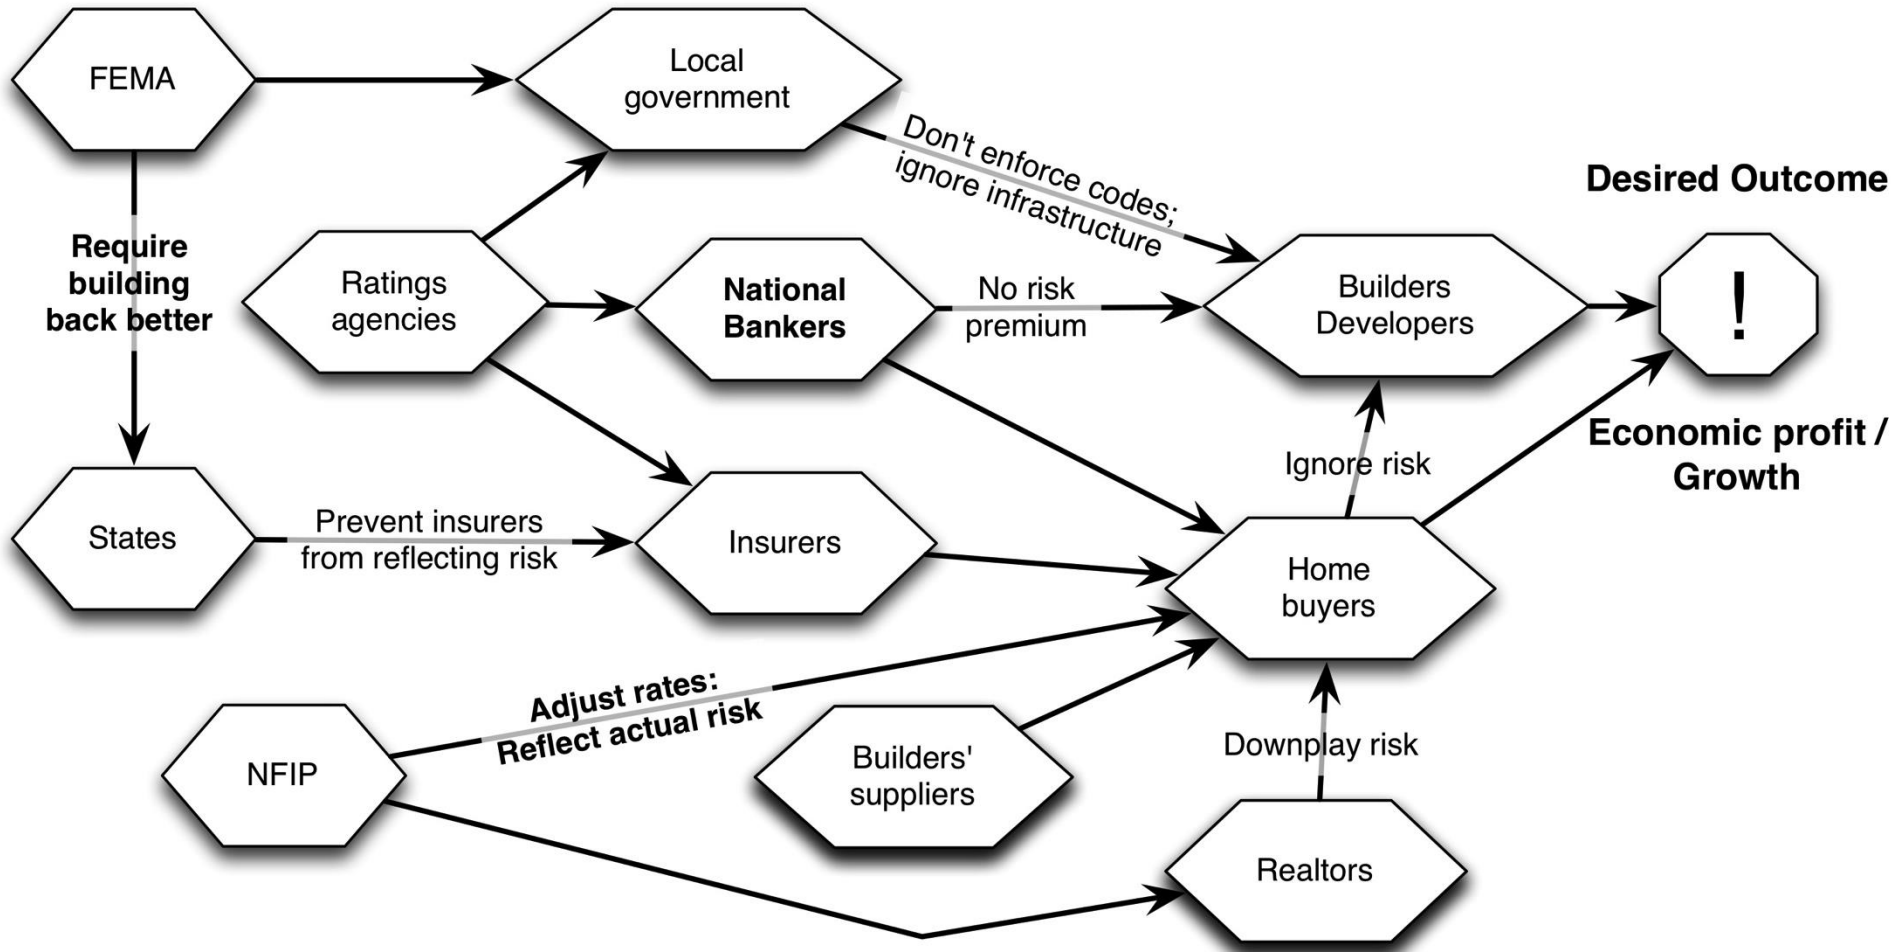 FEMA
Local
government
Don't enforce codes;
ignore infrastructure
Desired Outcome
Require
building
back better
Ratings
agencies
National
Bankers
No risk
premium
Builders
Developers
!
Economic profit /
Growth
Ignore risk
States
Prevent insurers
from reflecting risk
Insurers
Home
buyers
Adjust rates:
Reflect actual risk
NFIP
Builders'
suppliers
Downplay risk
Realtors